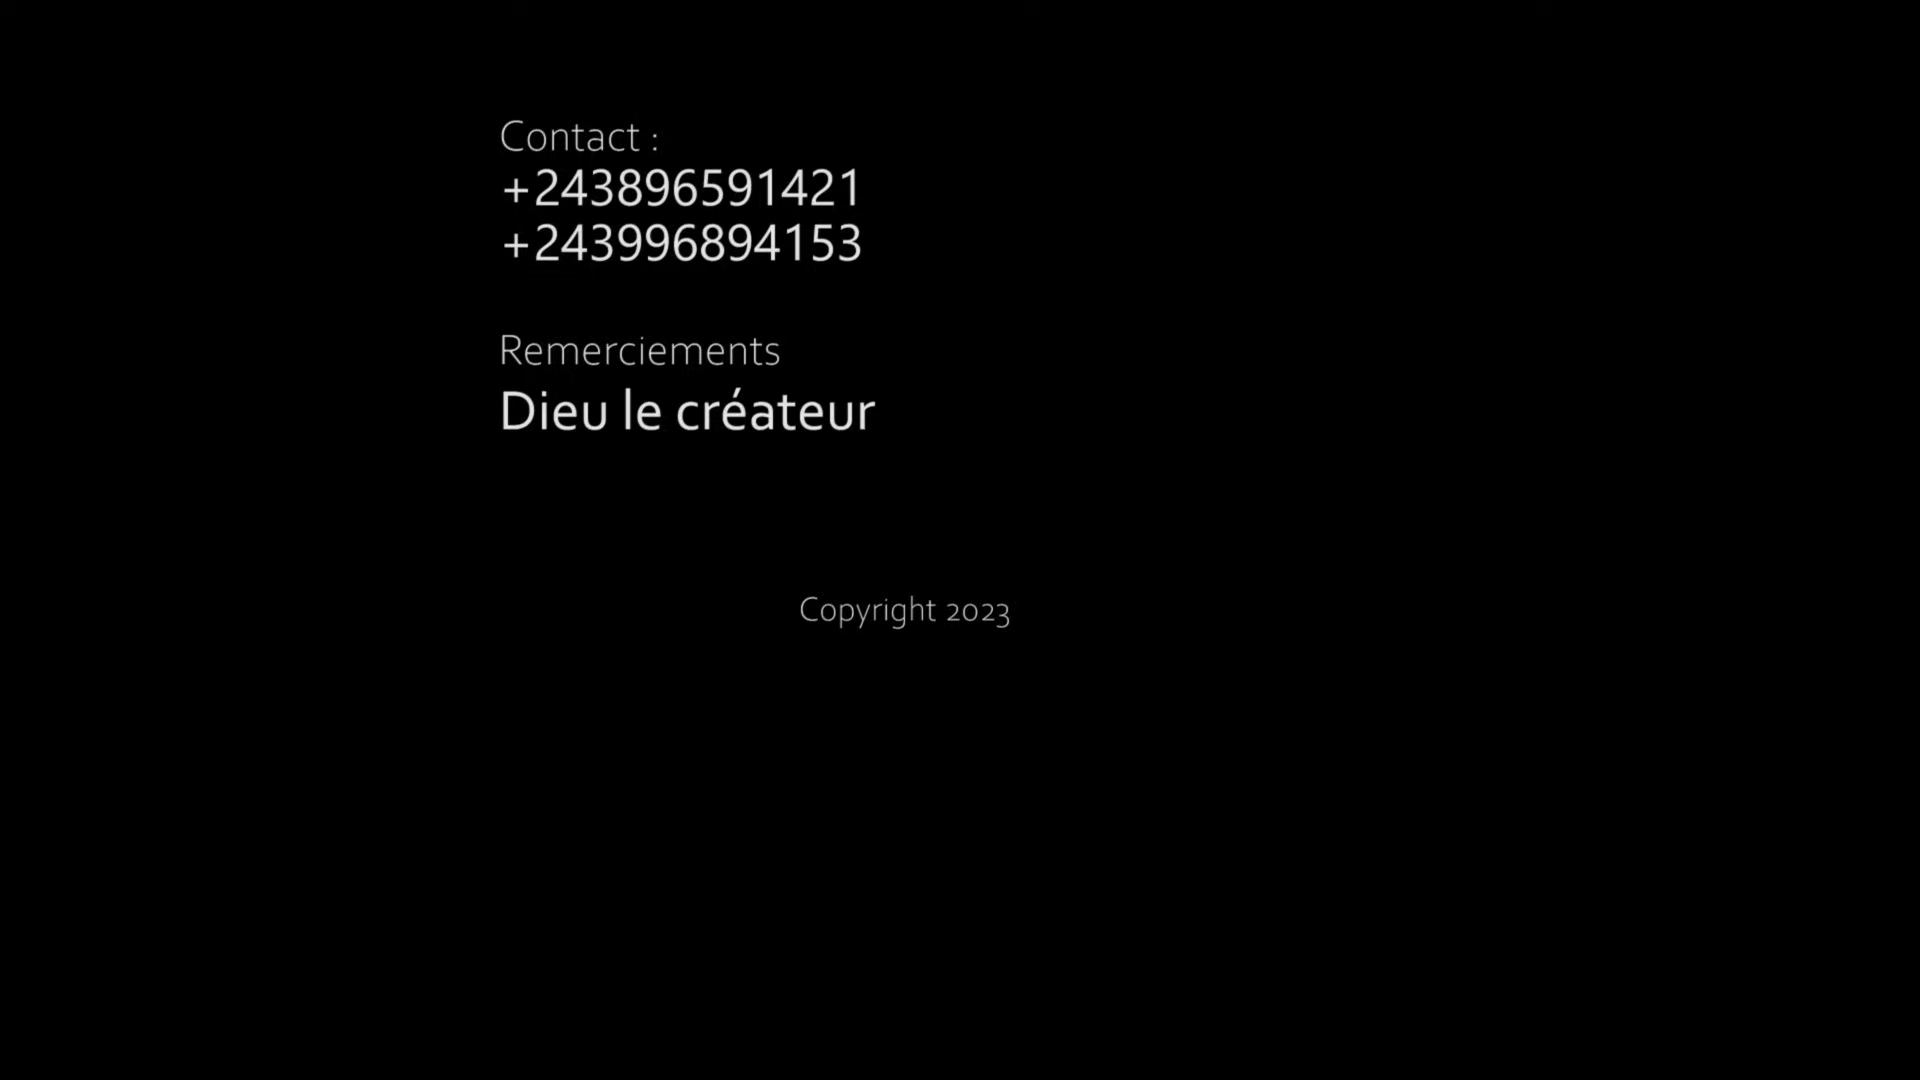 Contact :
+243896591421
+243996894153
Remerciements
Dieu le créateur
Copyright 2023